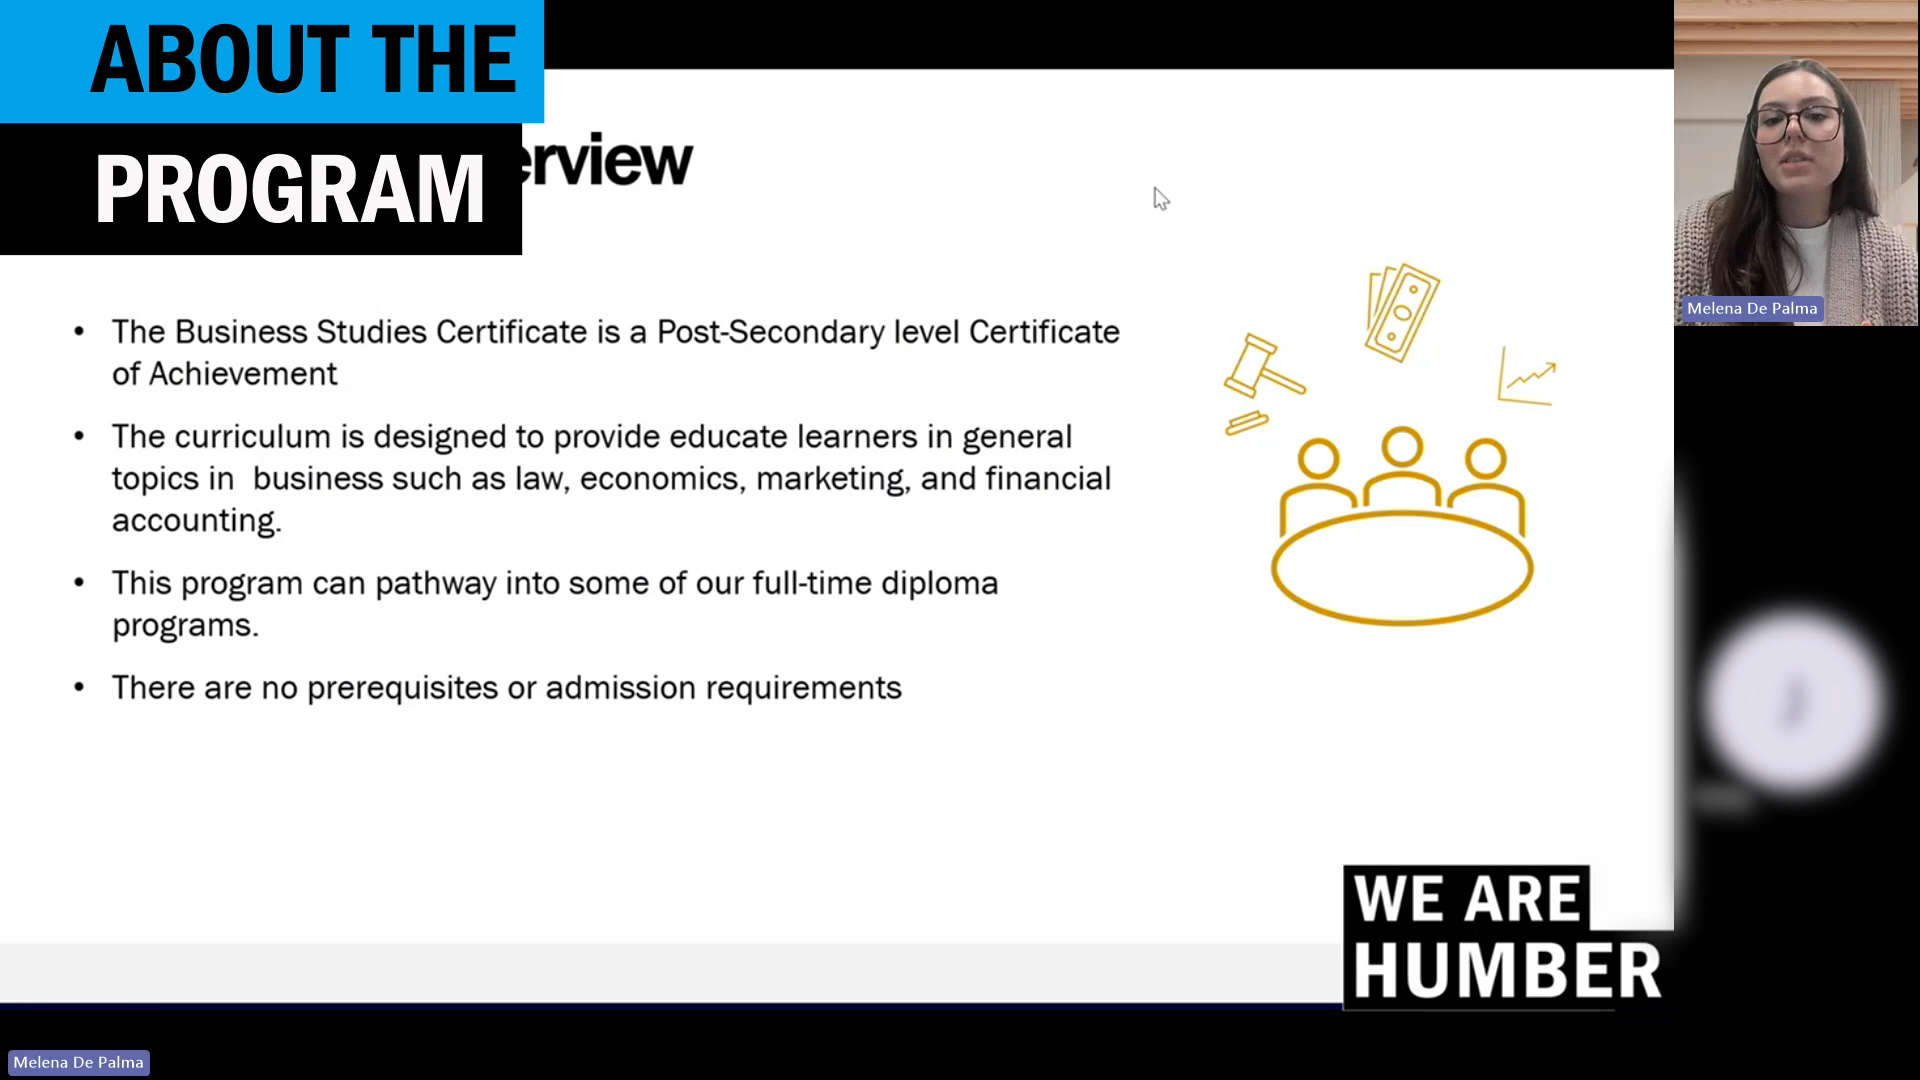 ABOUT THE
PROGRAM
erview
• The Business Studies Certificate is a Post-Secondary level Certificate
of Achievement
• The curriculum is designed to provide educate learners in general
topics in  business such as law, economics, marketing, and financial
accounting.
• This program can pathway into some of our full-time diploma
programs.
• There are no prerequisites or admission requirements
WE ARE
HUMBER
Melena De Palma
Melena De Palma